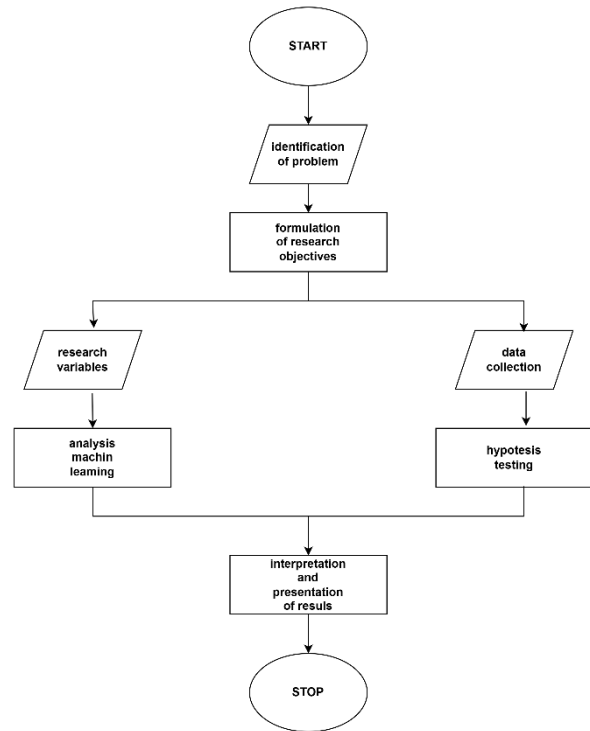 START
identification
of problem
formulation
of research
objectives
research
variables
data
collection
analysis
machin
learning
hypotesis
testing
interpretation
and
presentation
of resuls
STOP